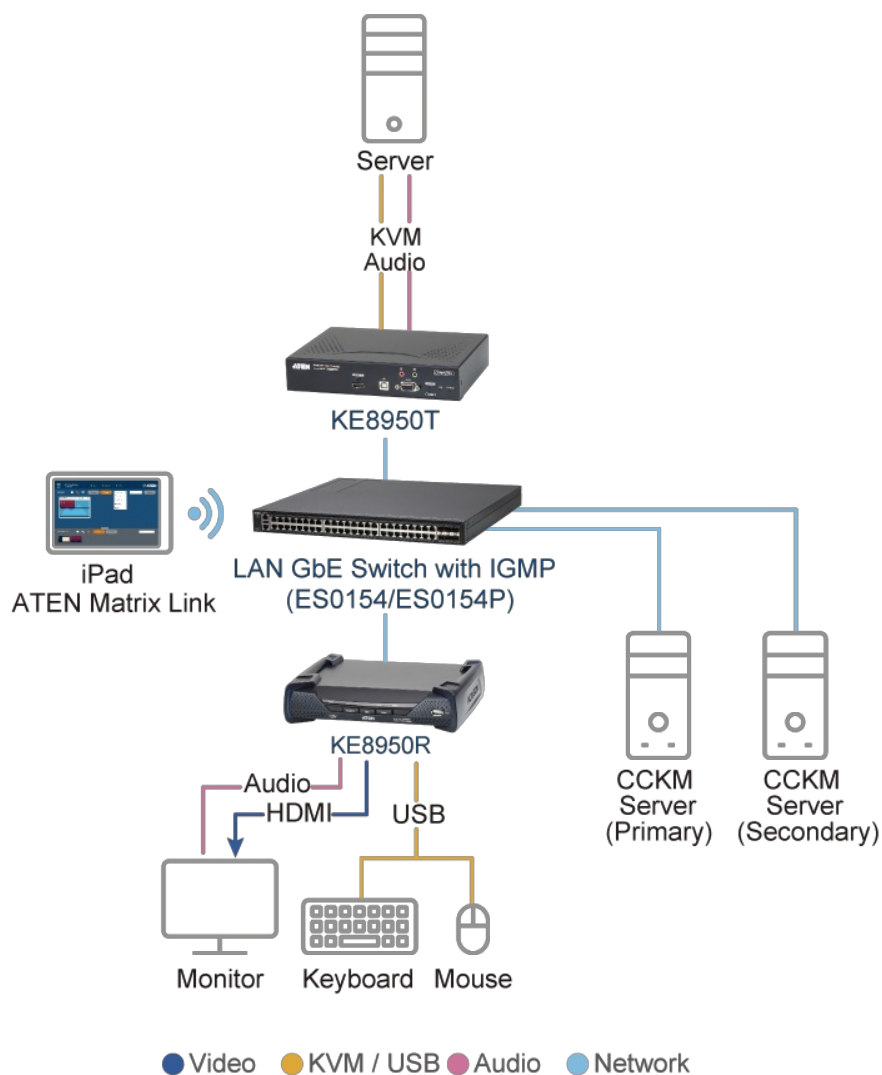 Server
KVM
Audio
ATEN
KE8950T
iPad
ATEN Matrix Link
LAN GbE Switch with IGMP
(ES0154/ES0154P)
KE8950R
Audio
HDMI
USB
CCKM
Server
(Primary)
CCKM
Server
(Secondary)
Monitor
Keyboard
Mouse
Video
KVM / USB
Audio
Network